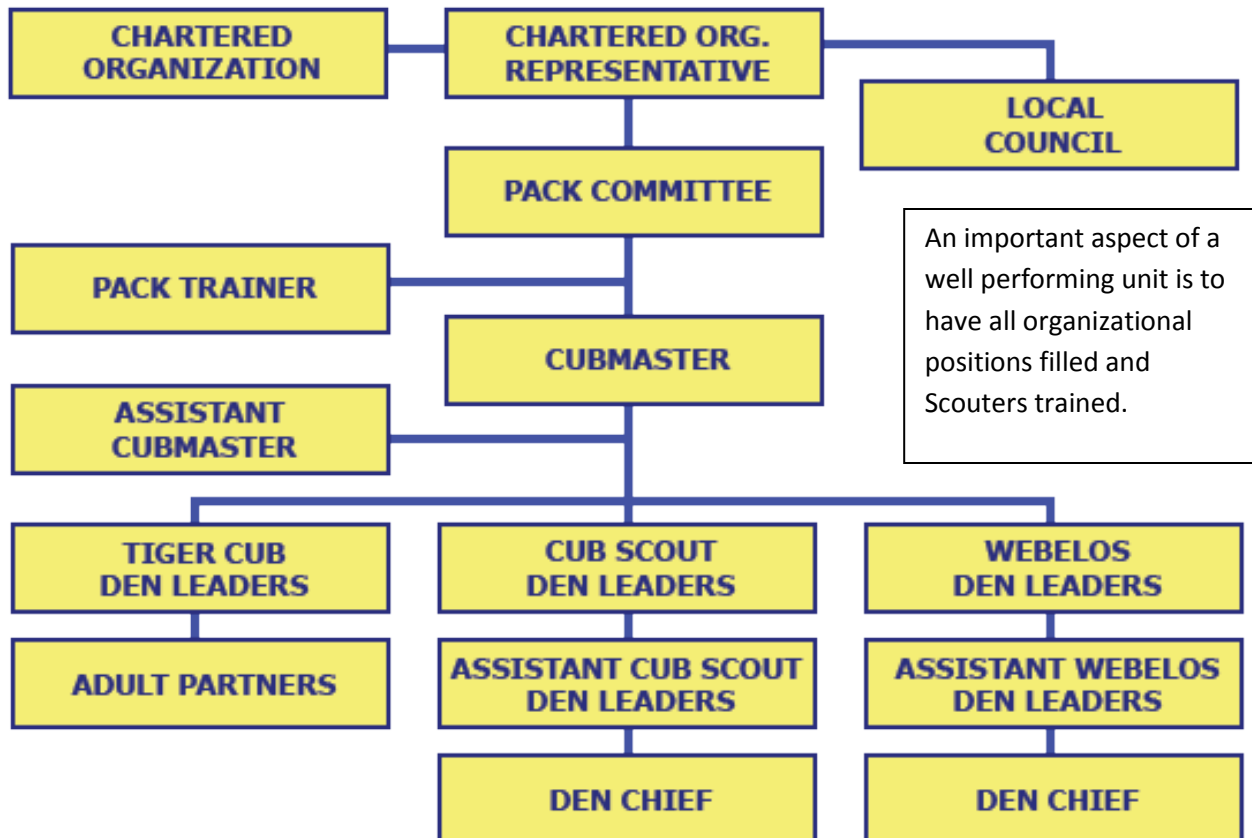 CHARTERED
ORGANIZATION
CHARTERED ORG.
REPRESENTATIVE
LOCAL
COUNCIL
PACK COMMITTEE
An important aspect of a
well performing unit is to
have all organizational
positions filled and
Scouters trained.
PACK TRAINER
CUBMASTER
ASSISTANT
CUBMASTER
TIGER CUB
DEN LEADERS
CUB SCOUT
DEN LEADERS
WEBELOS
DEN LEADERS
ADULT PARTNERS
ASSISTANT CUB SCOUT
DEN LEADERS
ASSISTANT WEBELOS
DEN LEADERS
DEN CHIEF
DEN CHIEF